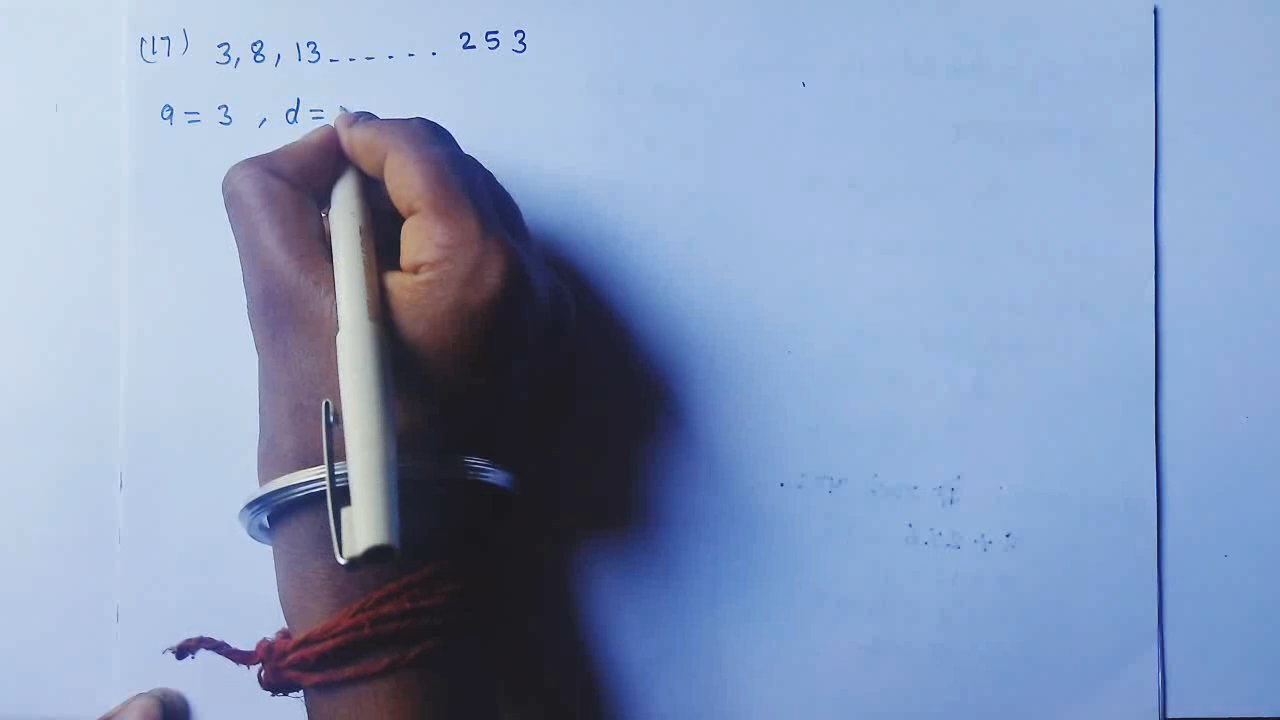 (17) 3, 8, 13 - - - - - - . 253
a = 3 , d =